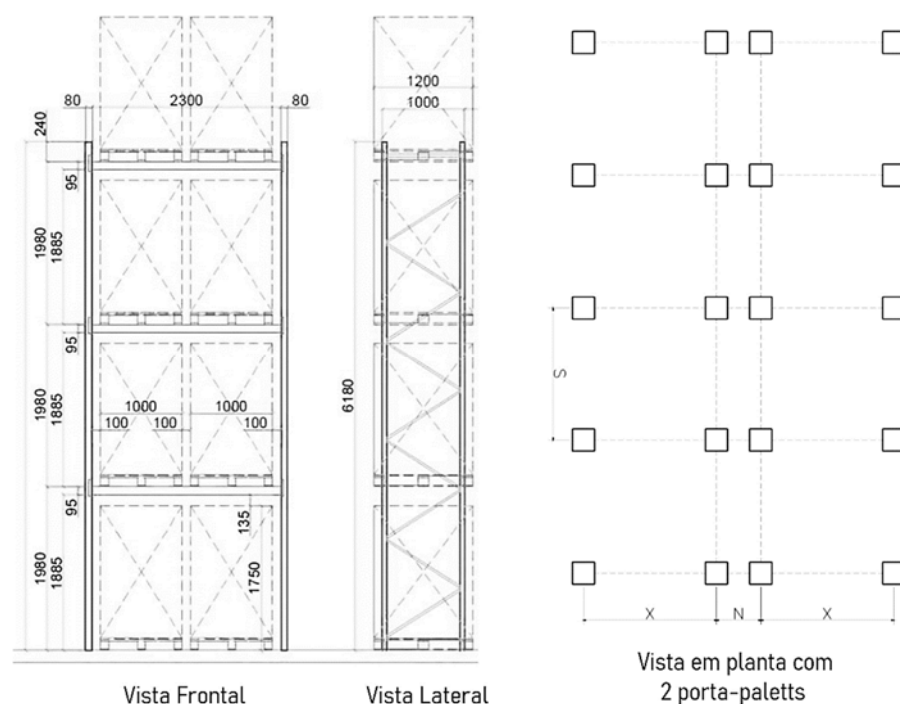 80
2300
80
240
95
1980
1885
95
1980
1885
1000
1000
100
100
100
95
1980
1885
135
1750
Vista Frontal
1200
1000
6180
Vista Lateral
S
X
N
X
Vista em planta com
2 porta-paletts